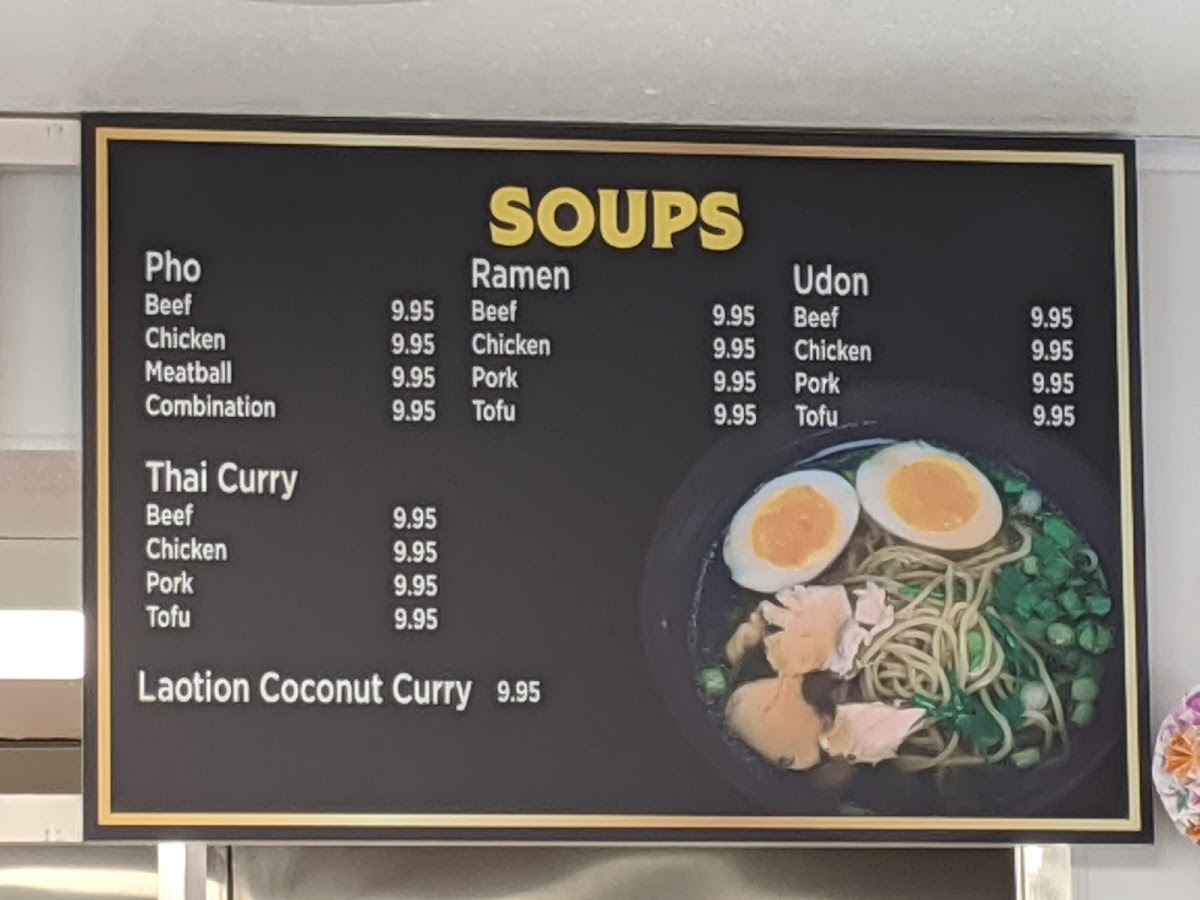 SOUPS
Pho
Beef 9.95
Chicken 9.95
Meatball 9.95
Combination 9.95
Ramen
Beef 9.95
Chicken 9.95
Pork 9.95
Tofu 9.95
Udon
Beef 9.95
Chicken 9.95
Pork 9.95
Tofu 9.95
Thai Curry
Beef 9.95
Chicken 9.95
Pork 9.95
Tofu 9.95
Laotion Coconut Curry 9.95